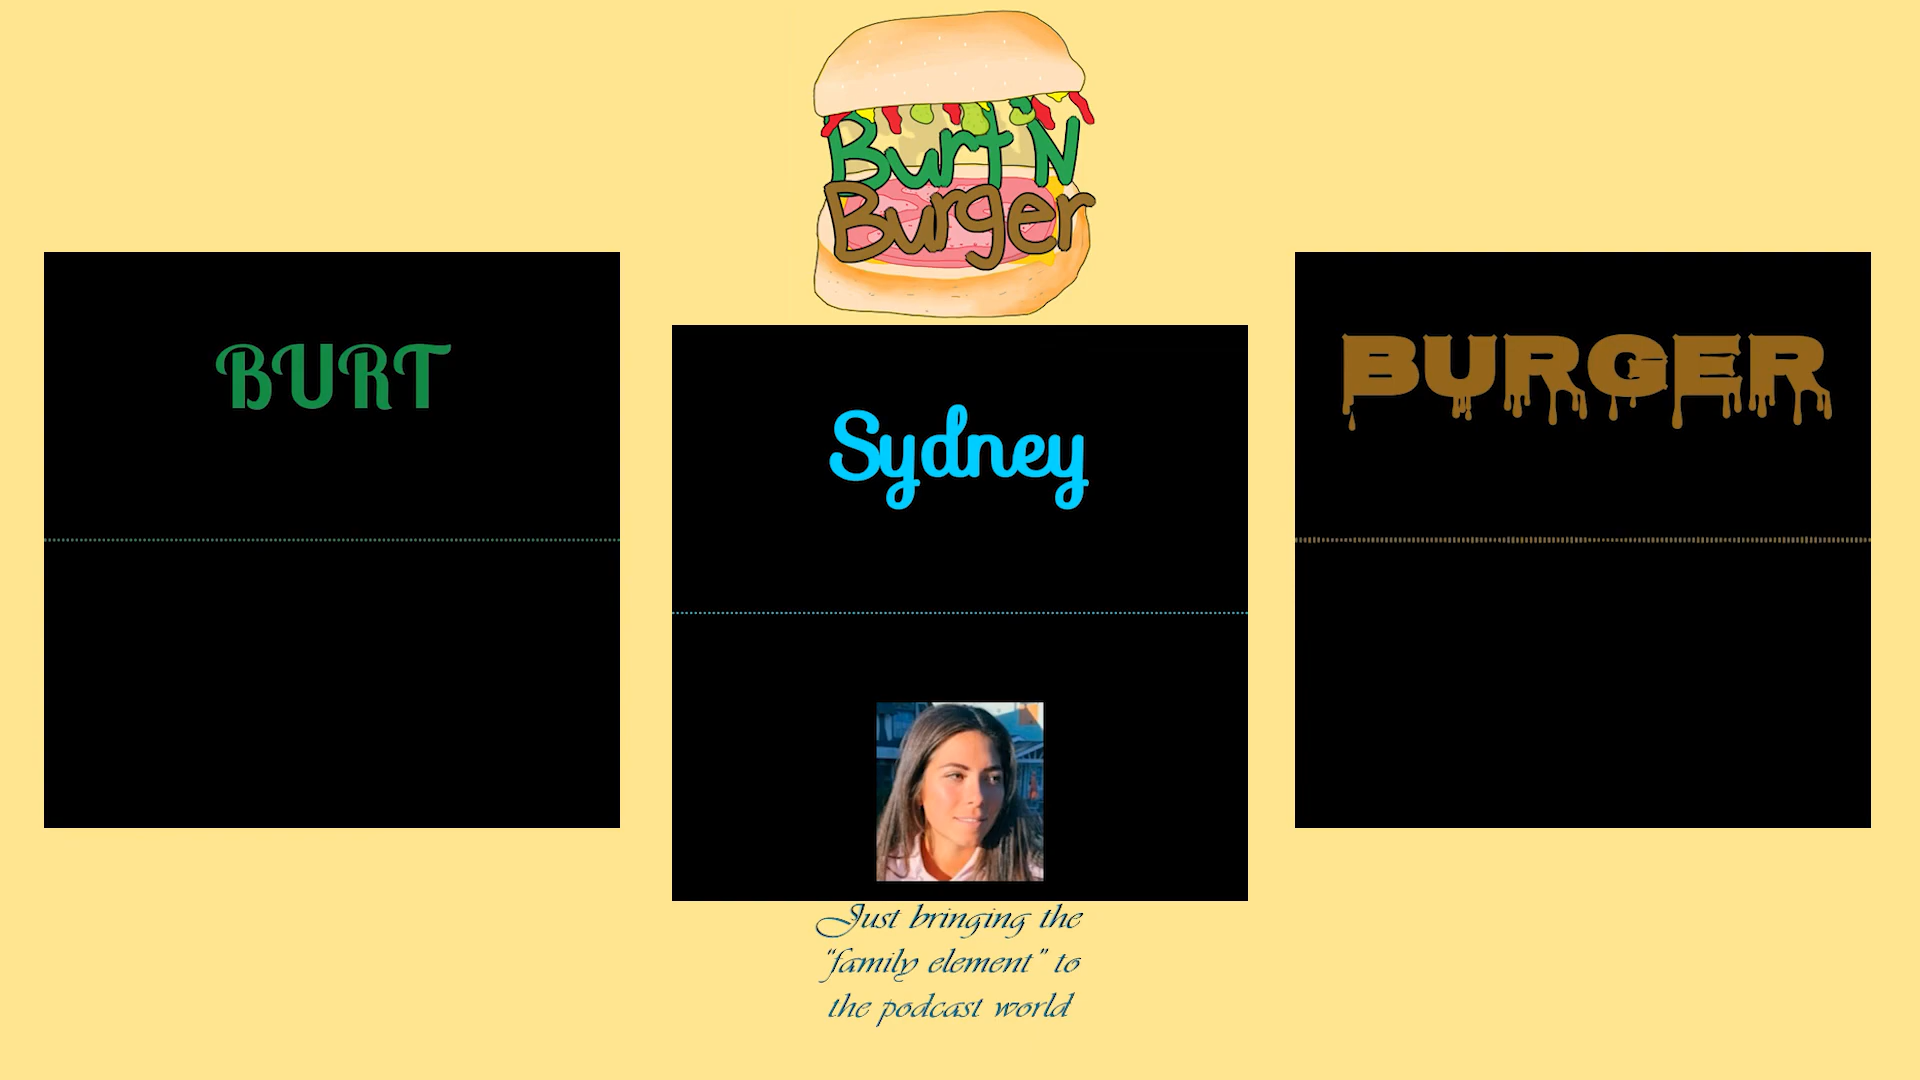 Burt N
Burger
BURT
Sydney
BURGER
Just bringing the
"family element" to
the podcast world